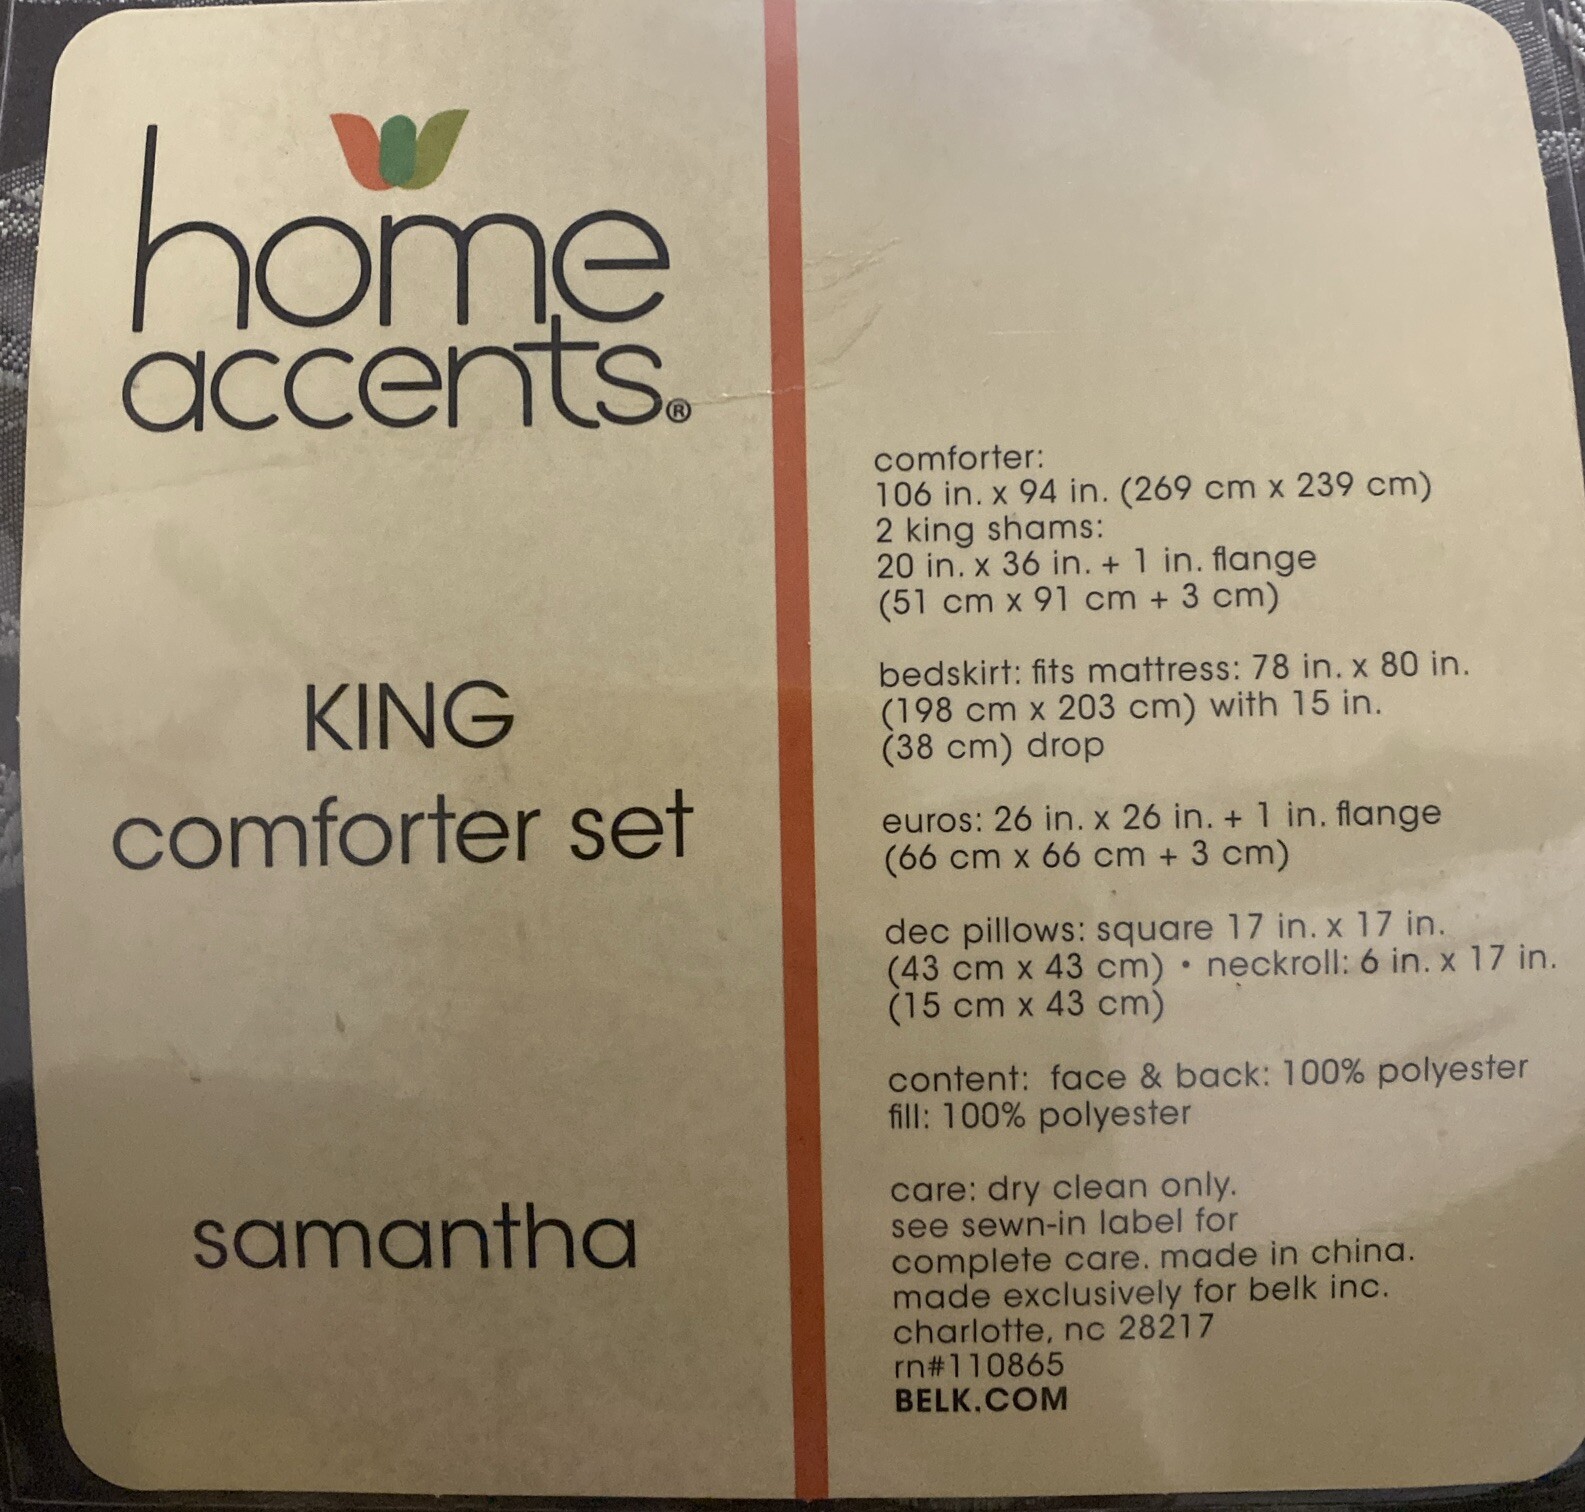 home
accents®
KING
comforter set
samantha
comforter:
106 in. x 94 in. (269 cm x 239 cm)
2 king shams:
20 in. x 36 in. + 1 in. flange
(51 cm x 91 cm + 3 cm)
bedskirt: fits mattress: 78 in. x 80 in.
(198 cm x 203 cm) with 15 in.
(38 cm) drop
euros: 26 in. x 26 in. + 1 in. flange
(66 cm x 66 cm + 3 cm)
dec pillows: square 17 in. x 17 in.
(43 cm x 43 cm) • neckroll: 6 in. x 17 in.
(15 cm x 43 cm)
content: face & back: 100% polyester
fill: 100% polyester
care: dry clean only.
see sewn-in label for
complete care. made in china.
made exclusively for belk inc.
charlotte, nc 28217
rn#110865
BELK.COM